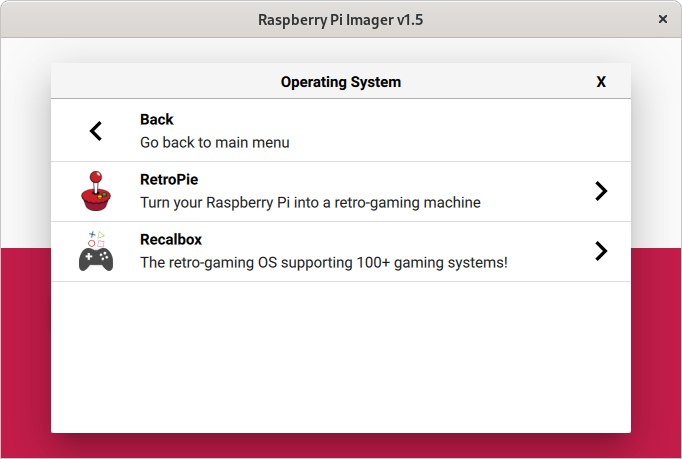 Raspberry Pi Imager v1.5
×
Operating System
X
Back
Go back to main menu
RetroPie
Turn your Raspberry Pi into a retro-gaming machine
Recalbox
The retro-gaming OS supporting 100+ gaming systems!